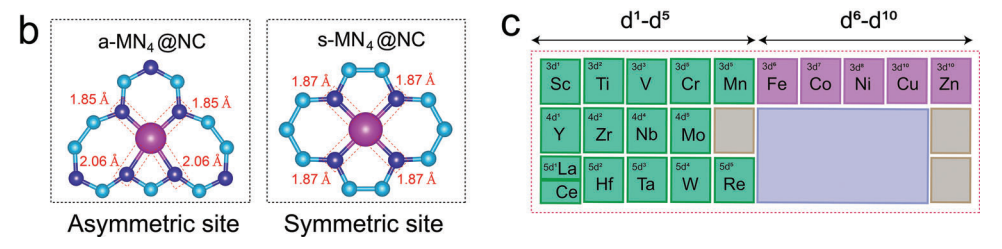 b
a-MN₄@NC
1.85 Å 1.85 Å
2.06 Å 2.06 Å
Asymmetric site
s-MN₄@NC
1.87 Å 1.87 Å
1.87 Å 1.87 Å
Symmetric site
c
d¹-d⁵ d⁶-d¹⁰
3d¹ 3d² 3d³ 3d⁵ 3d⁵ 3d⁶ 3d⁷ 3d⁸ 3d¹⁰ 3d¹⁰
Sc Ti V Cr Mn Fe Co Ni Cu Zn
4d¹ 4d² 4d⁴ 4d⁵
Y Zr Nb Mo
5d¹ La 5d² 5d³ 5d⁴ 5d⁵
Ce Hf Ta W Re